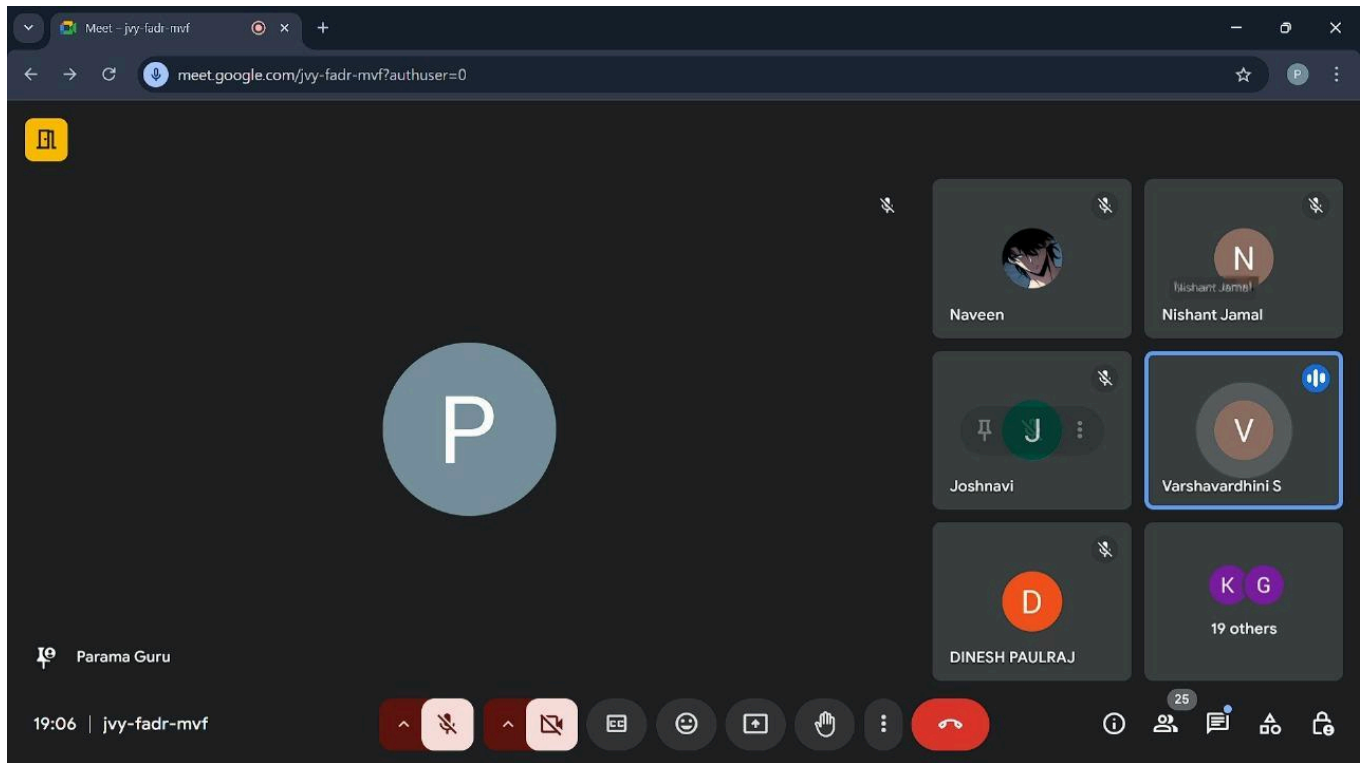 Meet – jvy-fadr-mvf
meet.google.com/jvy-fadr-mvf?authuser=0
P
P
Naveen
N
Nishant Jamal
Nishant Jamal
J
Joshnavi
V
Varshavardhini S
D
DINESH PAULRAJ
K G
19 others
Parama Guru
19:06 | jvy-fadr-mvf
CC
25